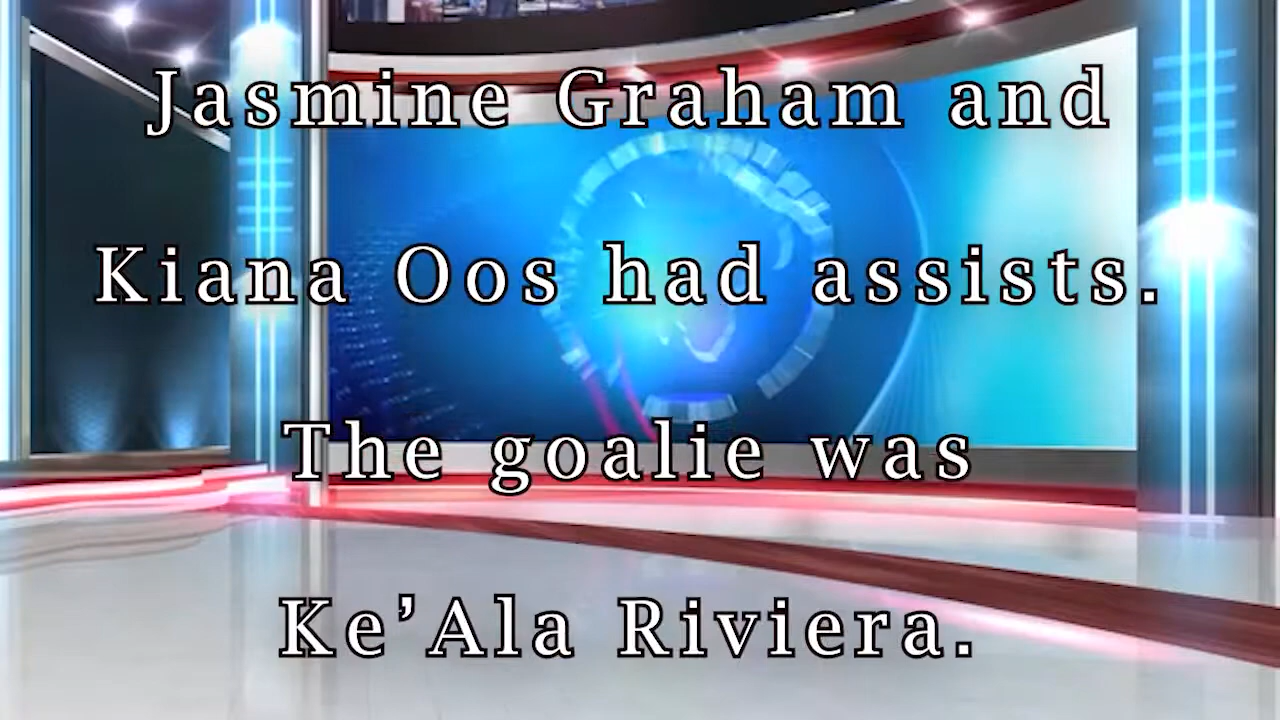 Jasmine Graham and
Kiana Oos had assists.
The goalie was
Ke’Ala Riviera.